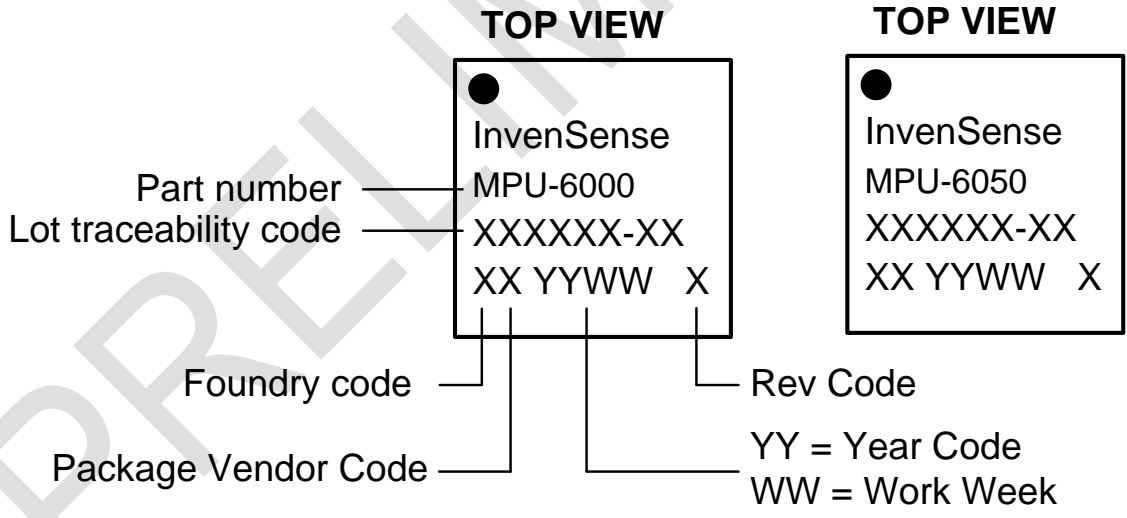 TOP VIEW
TOP VIEW
InvenSense
MPU-6000
XXXXXX-XX
XX YYWW X
InvenSense
MPU-6050
XXXXXX-XX
XX YYWW X
Part number
Lot traceability code
Foundry code
Package Vendor Code
Rev Code
YY = Year Code
WW = Work Week
PRELIM